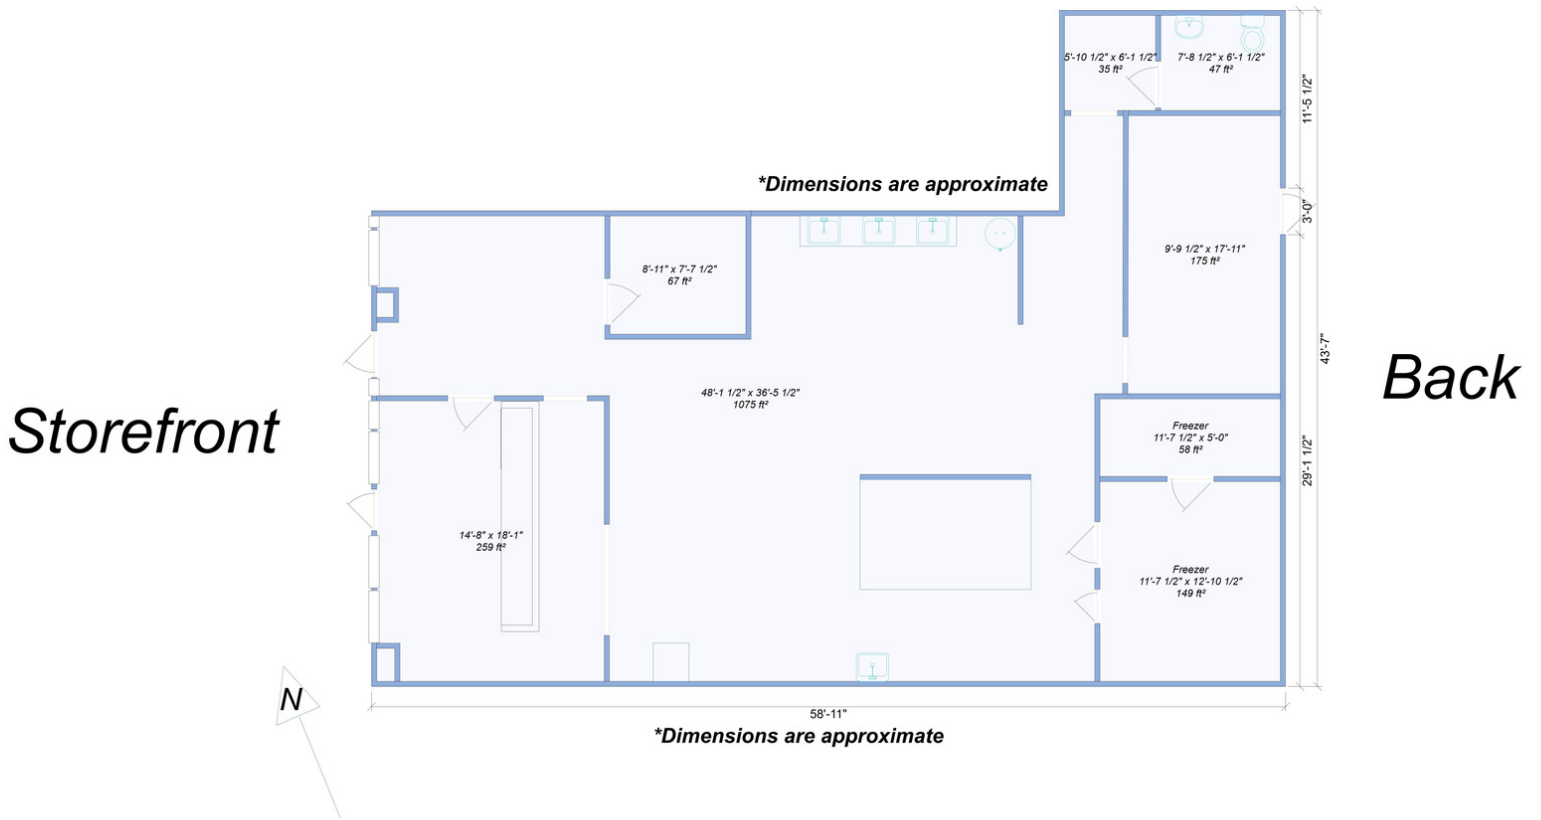 5'-10 1/2" x 6'-1 1/2"
35 ft²
7'-8 1/2" x 6'-1 1/2"
47 ft²
11'-5 1/2"
*Dimensions are approximate
3'-0"
9'-9 1/2" x 17'-11"
175 ft²
8'-11" x 7'-7 1/2"
67 ft²
43'-7"
Back
48'-1 1/2" x 36'-5 1/2"
1075 ft²
Storefront
Freezer
11'-7 1/2" x 5'-0"
58 ft²
29'-1 1/2"
14'-8" x 18'-1"
259 ft²
Freezer
11'-7 1/2" x 12'-10 1/2"
149 ft²
N
58'-11"
*Dimensions are approximate